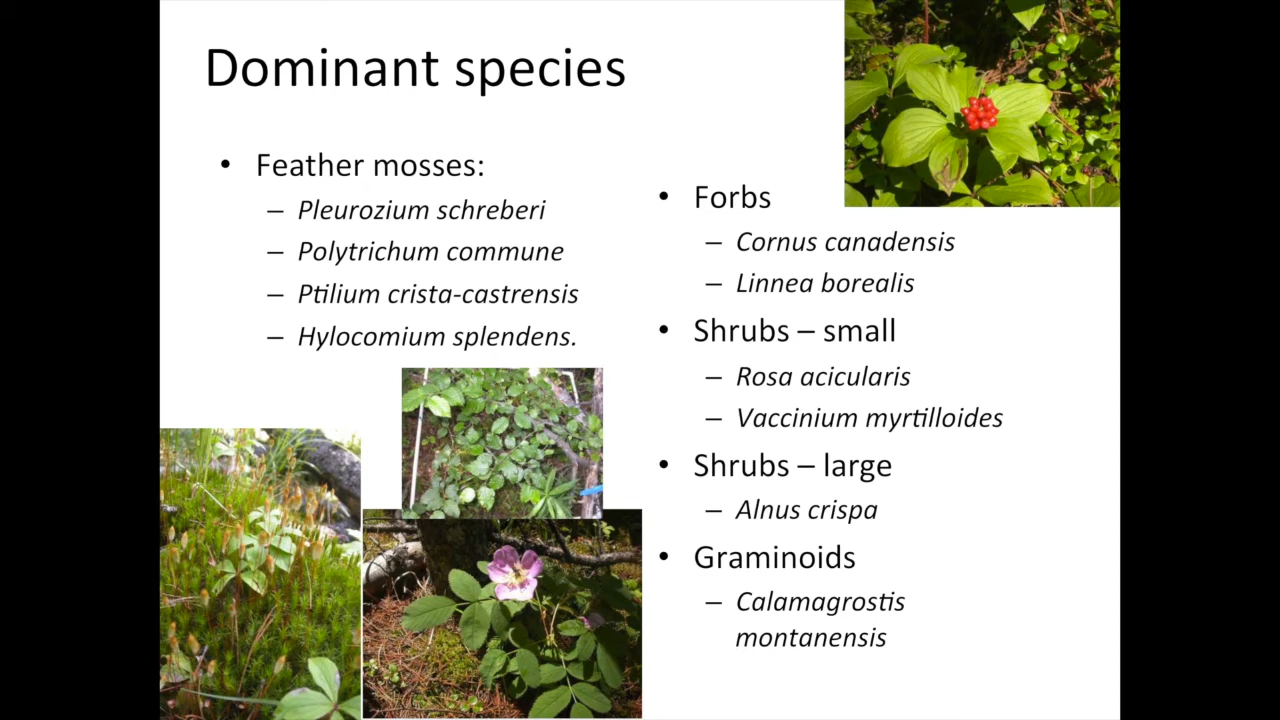 Dominant species
• Feather mosses:
– Pleurozium schreberi
– Polytrichum commune
– Ptilium crista-castrensis
– Hylocomium splendens.
• Forbs
– Cornus canadensis
– Linnea borealis
• Shrubs – small
– Rosa acicularis
– Vaccinium myrtilloides
• Shrubs – large
– Alnus crispa
• Graminoids
– Calamagrostis
montanensis